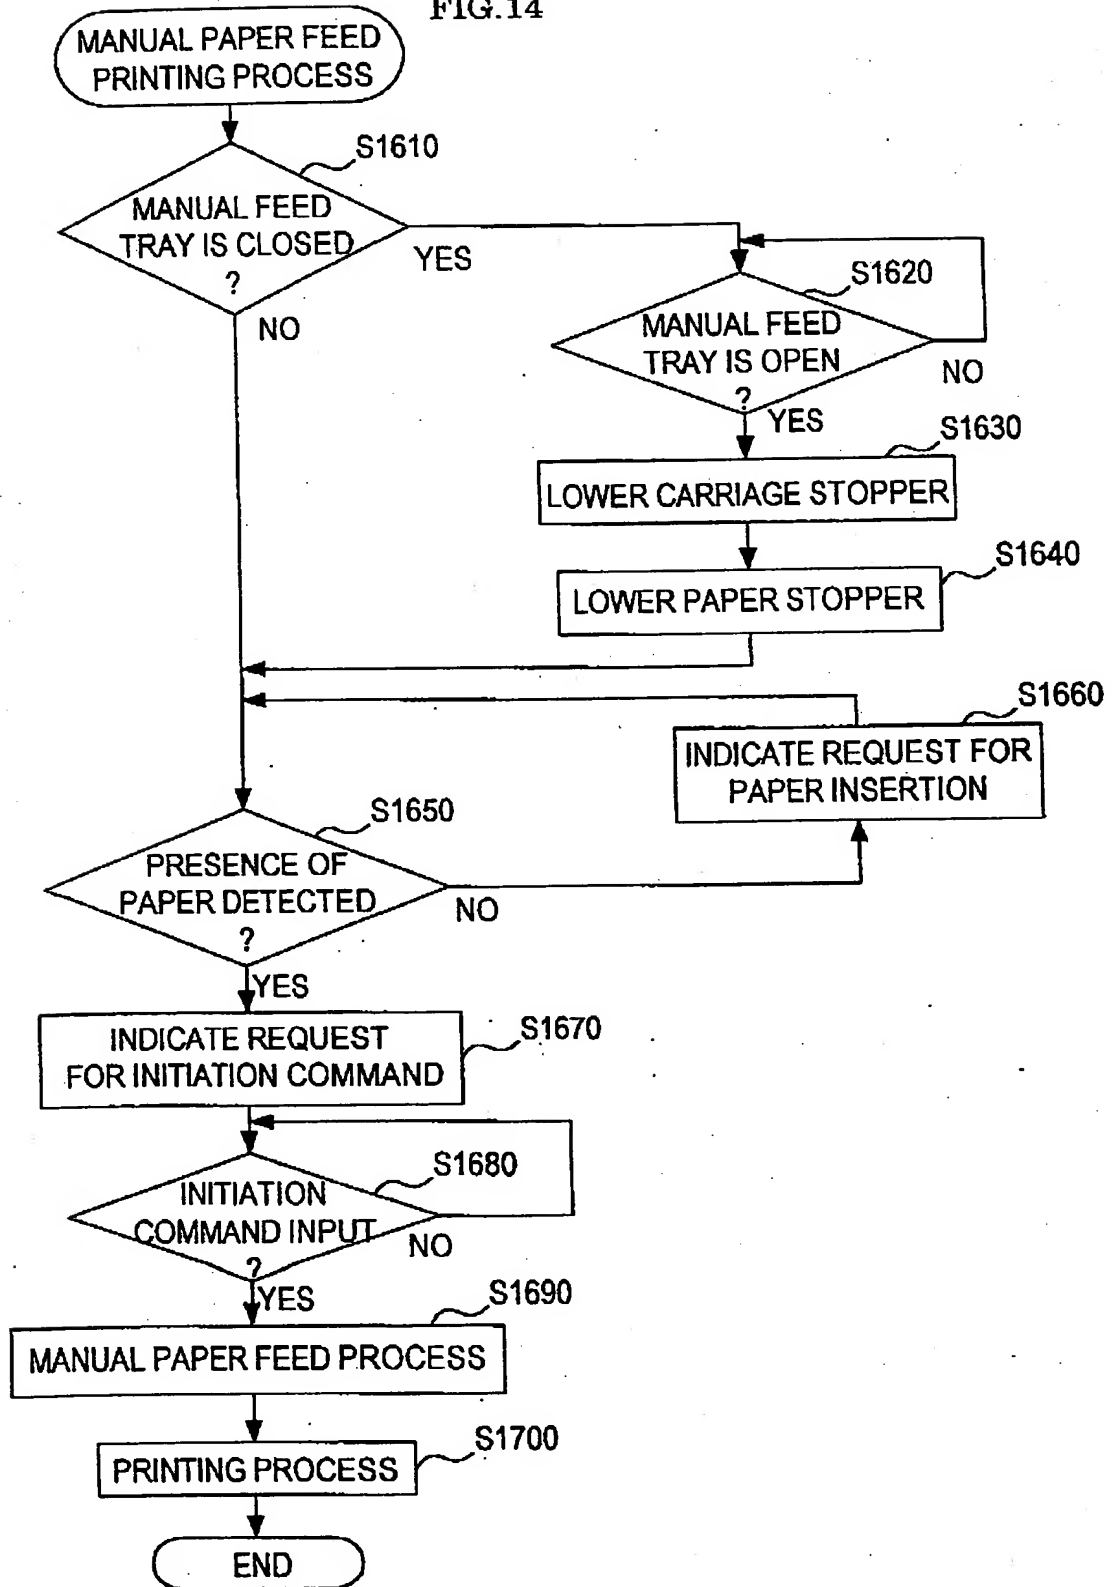 FIG.14
MANUAL PAPER FEED
PRINTING PROCESS
S1610
MANUAL FEED
TRAY IS CLOSED
?
YES
NO
S1620
MANUAL FEED
TRAY IS OPEN
?
NO
YES
S1630
LOWER CARRIAGE STOPPER
S1640
LOWER PAPER STOPPER
S1660
INDICATE REQUEST FOR
PAPER INSERTION
S1650
PRESENCE OF
PAPER DETECTED
?
NO
YES
S1670
INDICATE REQUEST
FOR INITIATION COMMAND
S1680
INITIATION
COMMAND INPUT
?
NO
YES
S1690
MANUAL PAPER FEED PROCESS
S1700
PRINTING PROCESS
END